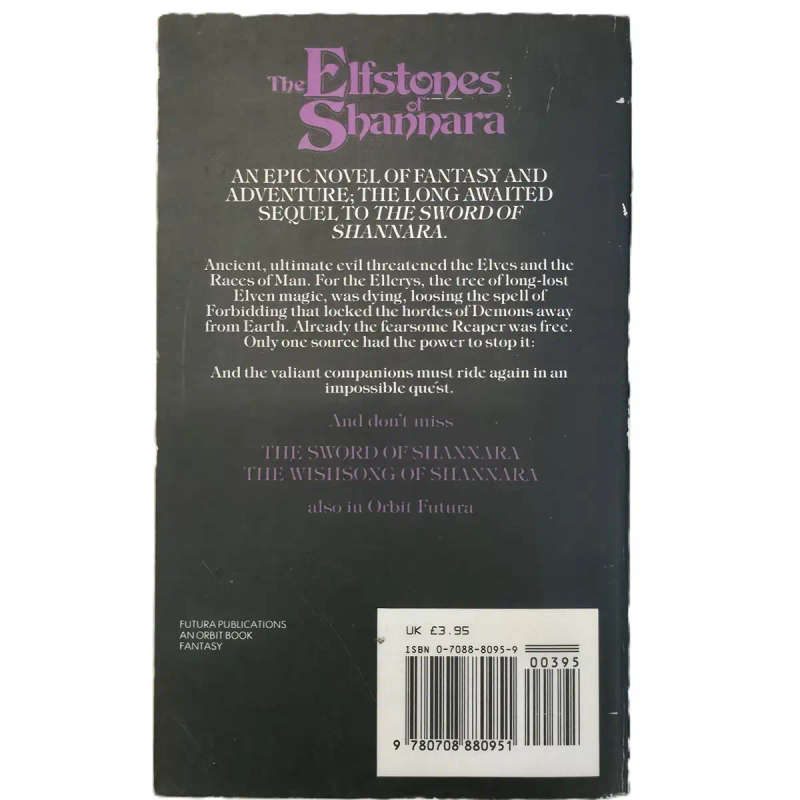 The Elfstones
of
Shannara
AN EPIC NOVEL OF FANTASY AND
ADVENTURE; THE LONG AWAITED
SEQUEL TO THE SWORD OF
SHANNARA.
Ancient, ultimate evil threatened the Elves and the
Races of Man. For the Ellcrys, the tree of long-lost
Elven magic, was dying, loosing the spell of
Forbidding that locked the hordes of Demons away
from Earth. Already the fearsome Reaper was free.
Only one source had the power to stop it:
And the valiant companions must ride again in an
impossible quest.
And don't miss
THE SWORD OF SHANNARA
THE WISHSONG OF SHANNARA
also in Orbit Futura
FUTURA PUBLICATIONS
AN ORBIT BOOK
FANTASY
UK £3.95
ISBN 0-7088-8095-9
00395
9 780708 880951